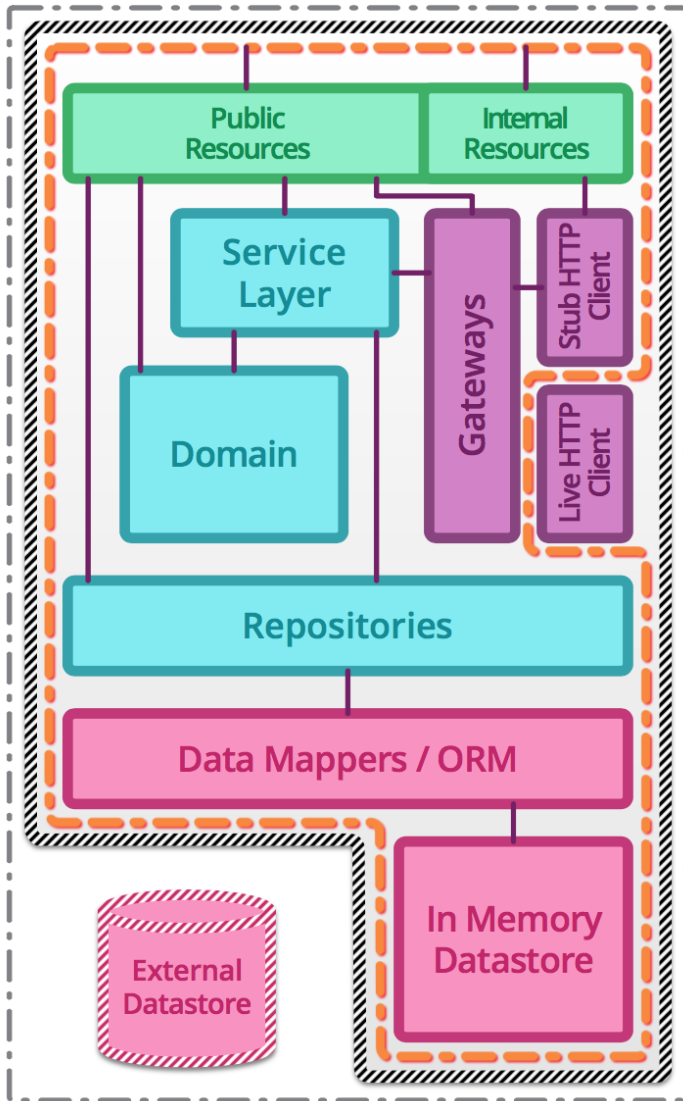 Public
Resources
Internal
Resources
Service
Layer
Gateways
Stub HTTP
Client
Domain
Live HTTP
Client
Repositories
Data Mappers / ORM
In Memory
Datastore
External
Datastore